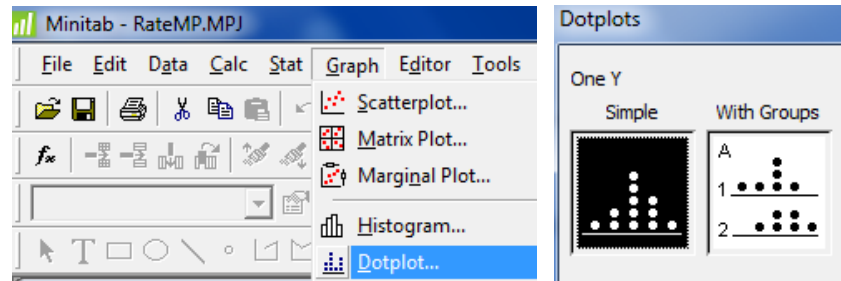 Minitab - RateMP.MPJ
File Edit Data Calc Stat Graph Editor Tools
Scatterplot...
Matrix Plot...
Marginal Plot...
Histogram...
Dotplot...
Dotplots
One Y
Simple With Groups
A
1
2